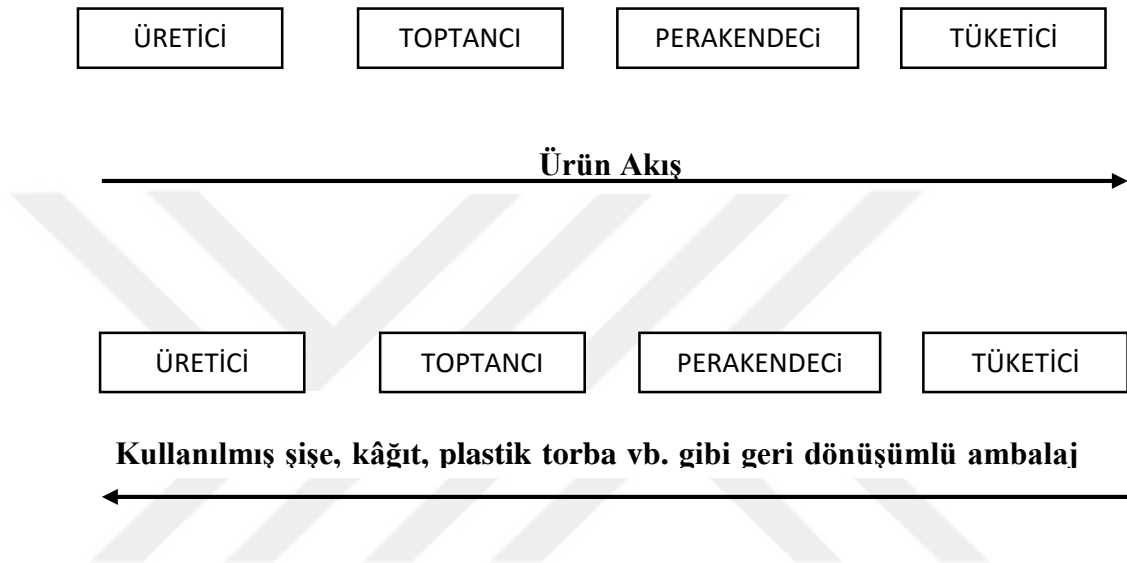 ÜRETİCİ TOPTANCI PERAKENDECi TÜKETİCİ
Ürün Akış
ÜRETİCİ TOPTANCI PERAKENDECi TÜKETİCİ
Kullanılmış şişe, kâğıt, plastik torba vb. gibi geri dönüşümlü ambalaj